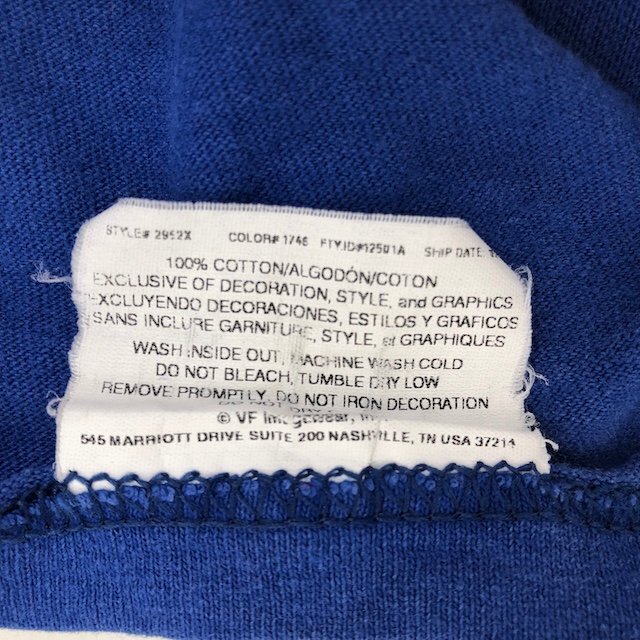 STYLE# 2952X COLOR# 1746 FTY.ID#12501A SHIP DATE:
100% COTTON/ALGODÓN/COTON
EXCLUSIVE OF DECORATION, STYLE, and GRAPHICS
EXCLUYENDO DECORACIONES, ESTILOS Y GRAFICOS
SANS INCLURE GARNITURE, STYLE, et GRAPHIQUES
WASH INSIDE OUT, MACHINE WASH COLD
DO NOT BLEACH, TUMBLE DRY LOW
REMOVE PROMPTLY, DO NOT IRON DECORATION
© VF Imagewear, In
545 MARRIOTT DRIVE SUITE 200 NASHVILLE, TN USA 37214